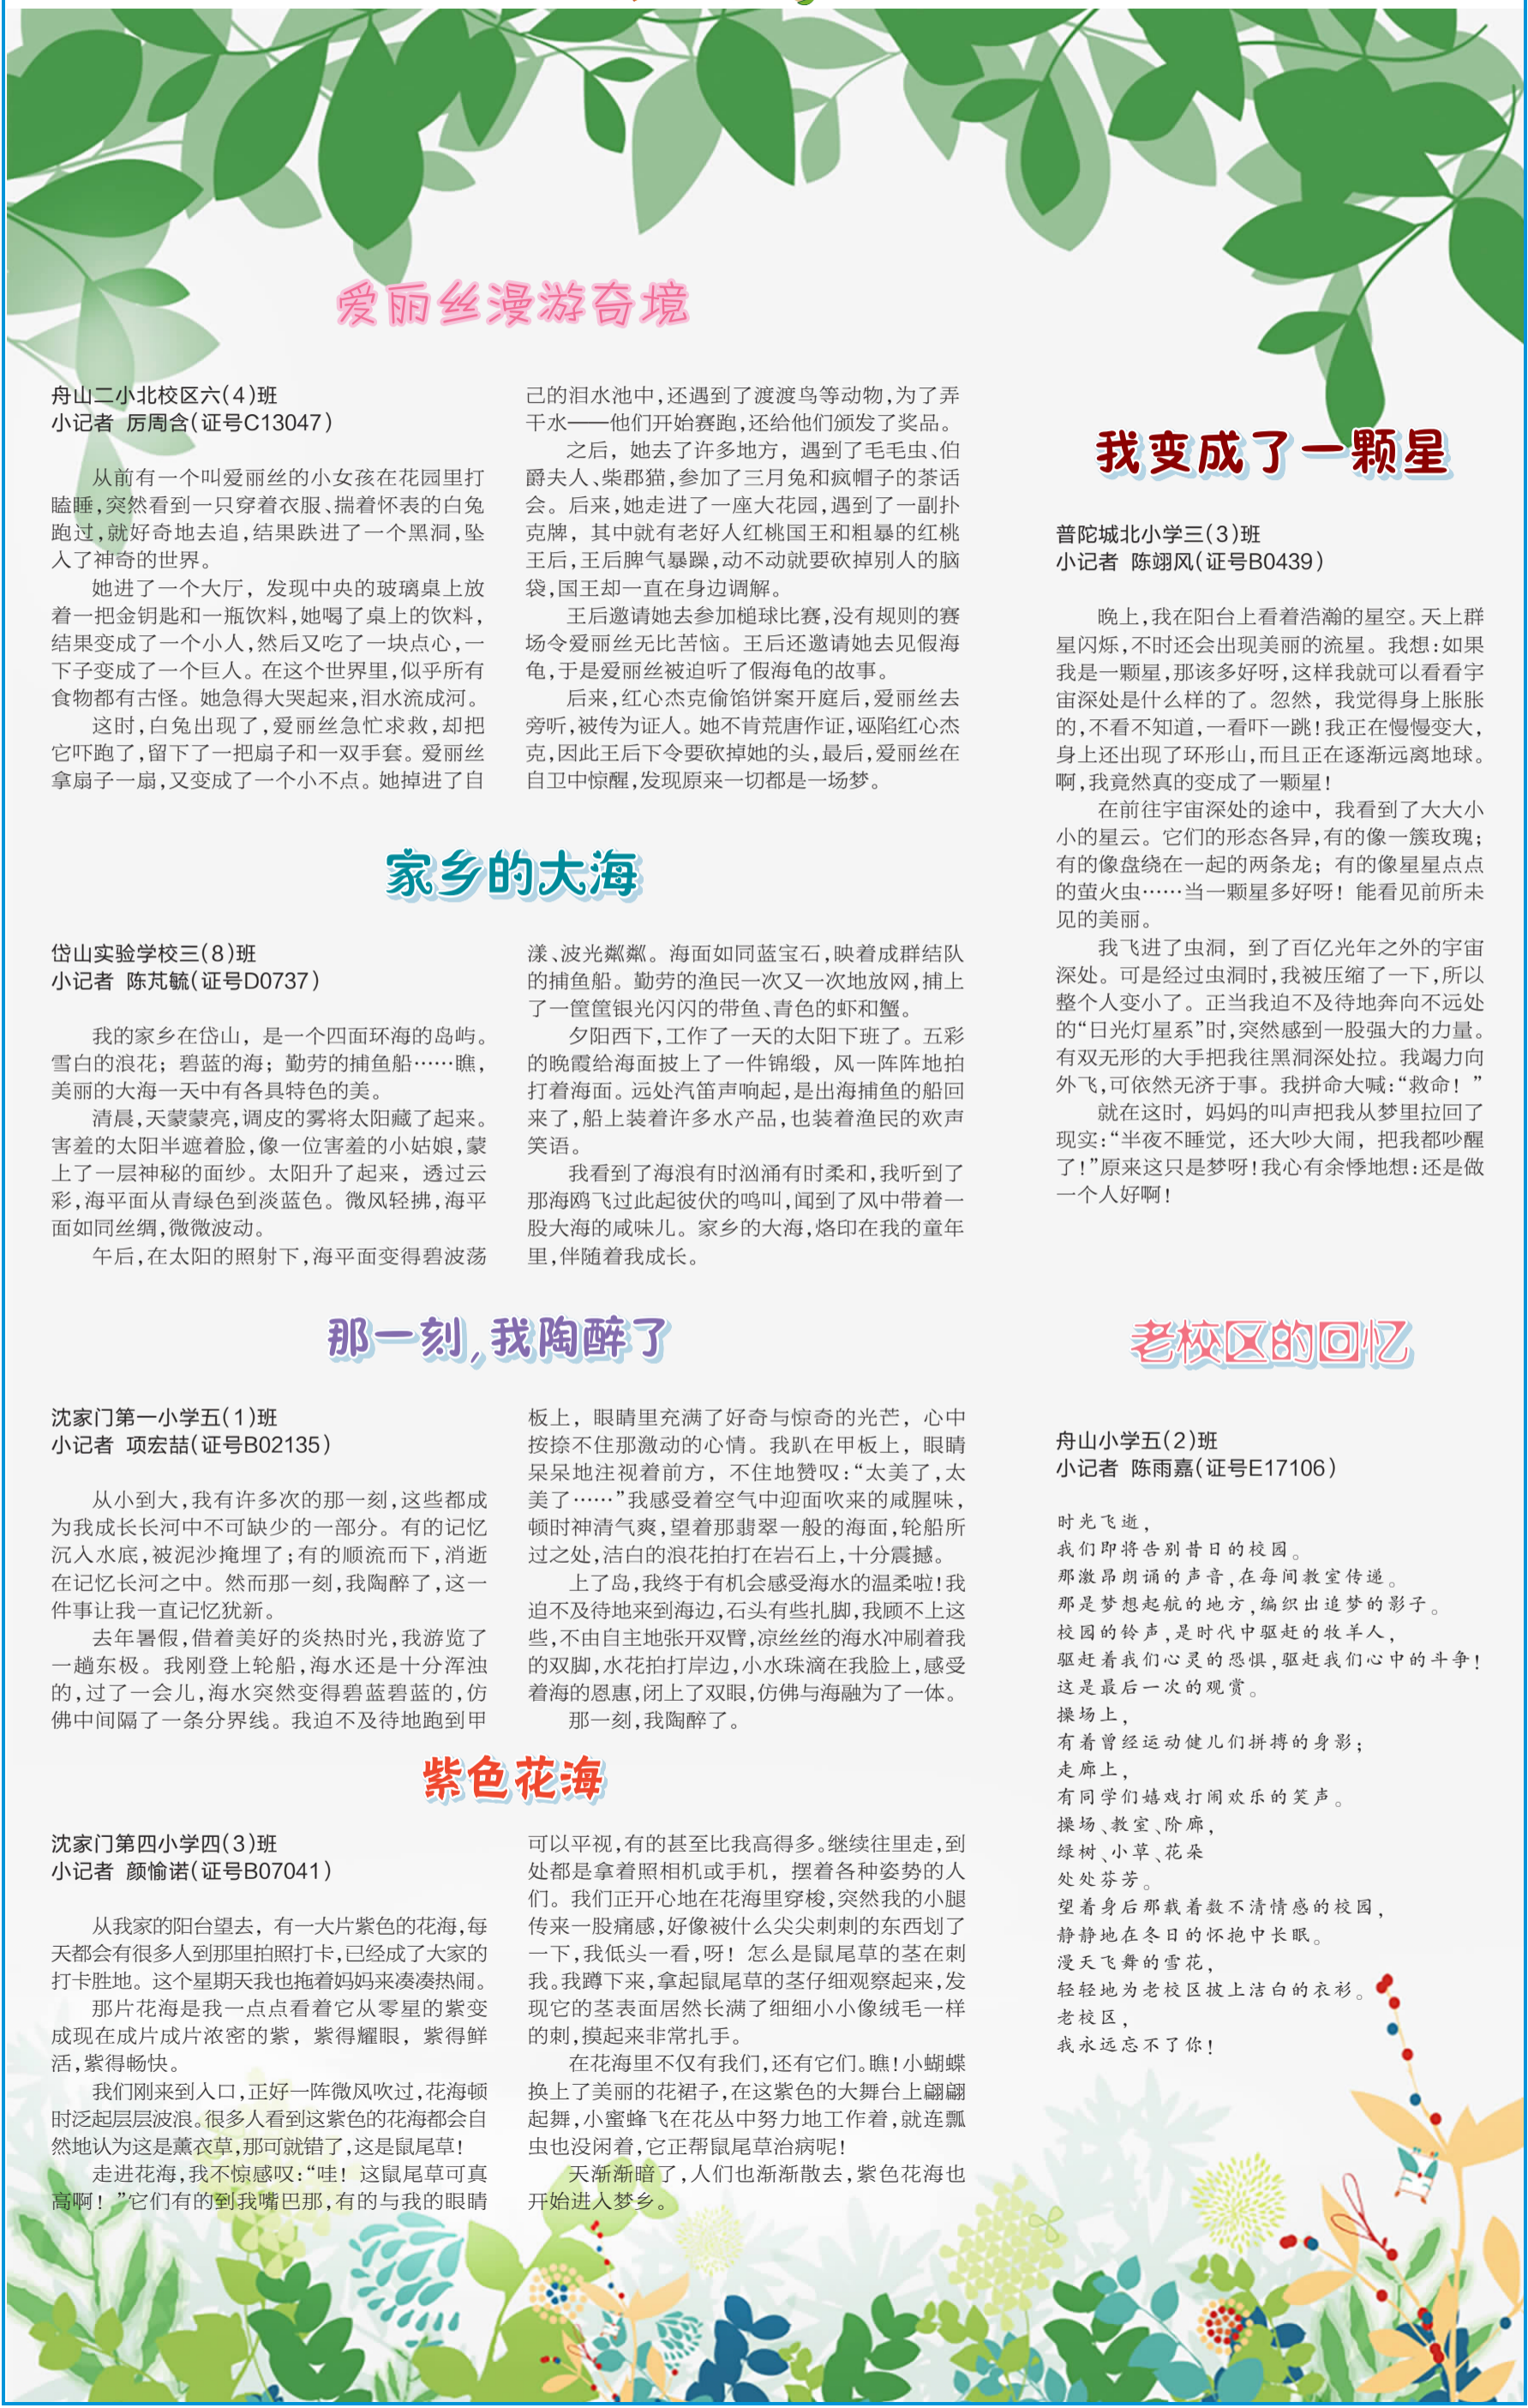 爱丽丝漫游奇境
舟山二小北校区六(4)班
小记者 厉周含(证号C13047)
从前有一个叫爱丽丝的小女孩在花园里打
瞌睡,突然看到一只穿着衣服、揣着怀表的白兔
跑过,就好奇地去追,结果跌进了一个黑洞,坠
入了神奇的世界。
她进了一个大厅，发现中央的玻璃桌上放
着一把金钥匙和一瓶饮料,她喝了桌上的饮料,
结果变成了一个小人,然后又吃了一块点心,一
下子变成了一个巨人。在这个世界里,似乎所有
食物都有古怪。她急得大哭起来,泪水流成河。
这时,白兔出现了,爱丽丝急忙求救,却把
它吓跑了,留下了一把扇子和一双手套。爱丽丝
拿扇子一扇,又变成了一个小不点。她掉进了自
己的泪水池中,还遇到了渡渡鸟等动物,为了弄
干水——他们开始赛跑,还给他们颁发了奖品。
之后，她去了许多地方，遇到了毛毛虫、伯
爵夫人、柴郡猫,参加了三月兔和疯帽子的茶话
会。后来,她走进了一座大花园,遇到了一副扑
克牌，其中就有老好人红桃国王和粗暴的红桃
王后,王后脾气暴躁,动不动就要砍掉别人的脑
袋,国王却一直在身边调解。
王后邀请她去参加槌球比赛,没有规则的赛
场令爱丽丝无比苦恼。王后还邀请她去见假海
龟,于是爱丽丝被迫听了假海龟的故事。
后来,红心杰克偷馅饼案开庭后,爱丽丝去
旁听,被传为证人。她不肯荒唐作证,诬陷红心杰
克,因此王后下令要砍掉她的头,最后,爱丽丝在
自卫中惊醒,发现原来一切都是一场梦。
家乡的大海
岱山实验学校三(8)班
小记者 陈芃毓(证号D0737)
我的家乡在岱山，是一个四面环海的岛屿。
雪白的浪花；碧蓝的海；勤劳的捕鱼船……瞧,
美丽的大海一天中有各具特色的美。
清晨,天蒙蒙亮,调皮的雾将太阳藏了起来。
害羞的太阳半遮着脸,像一位害羞的小姑娘,蒙
上了一层神秘的面纱。太阳升了起来，透过云
彩,海平面从青绿色到淡蓝色。微风轻拂,海平
面如同丝绸,微微波动。
午后,在太阳的照射下,海平面变得碧波荡
漾、波光粼粼。海面如同蓝宝石,映着成群结队
的捕鱼船。勤劳的渔民一次又一次地放网,捕上
了一筐筐银光闪闪的带鱼、青色的虾和蟹。
夕阳西下,工作了一天的太阳下班了。五彩
的晚霞给海面披上了一件锦缎，风一阵阵地拍
打着海面。远处汽笛声响起,是出海捕鱼的船回
来了,船上装着许多水产品,也装着渔民的欢声
笑语。
我看到了海浪有时汹涌有时柔和,我听到了
那海鸥飞过此起彼伏的鸣叫,闻到了风中带着一
股大海的咸味儿。家乡的大海,烙印在我的童年
里,伴随着我成长。
那一刻,我陶醉了
沈家门第一小学五(1)班
小记者 项宏喆(证号B02135)
从小到大,我有许多次的那一刻,这些都成
为我成长长河中不可缺少的一部分。有的记忆
沉入水底,被泥沙掩埋了;有的顺流而下,消逝
在记忆长河之中。然而那一刻,我陶醉了,这一
件事让我一直记忆犹新。
去年暑假,借着美好的炎热时光,我游览了
一趟东极。我刚登上轮船,海水还是十分浑浊
的,过了一会儿,海水突然变得碧蓝碧蓝的,仿
佛中间隔了一条分界线。我迫不及待地跑到甲
板上，眼睛里充满了好奇与惊奇的光芒，心中
按捺不住那激动的心情。我趴在甲板上，眼睛
呆呆地注视着前方，不住地赞叹:“太美了,太
美了……”我感受着空气中迎面吹来的咸腥味,
顿时神清气爽,望着那翡翠一般的海面,轮船所
过之处,洁白的浪花拍打在岩石上,十分震撼。
上了岛,我终于有机会感受海水的温柔啦!我
迫不及待地来到海边,石头有些扎脚,我顾不上这
些,不由自主地张开双臂,凉丝丝的海水冲刷着我
的双脚,水花拍打岸边,小水珠滴在我脸上,感受
着海的恩惠,闭上了双眼,仿佛与海融为了一体。
那一刻,我陶醉了。
紫色花海
沈家门第四小学四(3)班
小记者 颜愉诺(证号B07041)
从我家的阳台望去，有一大片紫色的花海,每
天都会有很多人到那里拍照打卡,已经成了大家的
打卡胜地。这个星期天我也拖着妈妈来凑凑热闹。
那片花海是我一点点看着它从零星的紫变
成现在成片成片浓密的紫，紫得耀眼，紫得鲜
活,紫得畅快。
我们刚来到入口,正好一阵微风吹过,花海顿
时泛起层层波浪。很多人看到这紫色的花海都会自
然地认为这是薰衣草,那可就错了,这是鼠尾草!
走进花海,我不惊感叹:“哇！这鼠尾草可真
高啊！”它们有的到我嘴巴那,有的与我的眼睛
可以平视,有的甚至比我高得多。继续往里走,到
处都是拿着照相机或手机，摆着各种姿势的人
们。我们正开心地在花海里穿梭,突然我的小腿
传来一股痛感,好像被什么尖尖刺刺的东西划了
一下,我低头一看,呀！怎么是鼠尾草的茎在刺
我。我蹲下来,拿起鼠尾草的茎仔细观察起来,发
现它的茎表面居然长满了细细小小像绒毛一样
的刺,摸起来非常扎手。
在花海里不仅有我们,还有它们。瞧!小蝴蝶
换上了美丽的花裙子,在这紫色的大舞台上翩翩
起舞,小蜜蜂飞在花丛中努力地工作着,就连瓢
虫也没闲着,它正帮鼠尾草治病呢!
天渐渐暗了,人们也渐渐散去,紫色花海也
开始进入梦乡。
我变成了一颗星
普陀城北小学三(3)班
小记者 陈翊风(证号B0439)
晚上,我在阳台上看着浩瀚的星空。天上群
星闪烁,不时还会出现美丽的流星。我想:如果
我是一颗星,那该多好呀,这样我就可以看看宇
宙深处是什么样的了。忽然，我觉得身上胀胀
的,不看不知道,一看吓一跳!我正在慢慢变大,
身上还出现了环形山,而且正在逐渐远离地球。
啊,我竟然真的变成了一颗星!
在前往宇宙深处的途中，我看到了大大小
小的星云。它们的形态各异,有的像一簇玫瑰;
有的像盘绕在一起的两条龙；有的像星星点点
的萤火虫……当一颗星多好呀！能看见前所未
见的美丽。
我飞进了虫洞，到了百亿光年之外的宇宙
深处。可是经过虫洞时,我被压缩了一下,所以
整个人变小了。正当我迫不及待地奔向不远处
的“日光灯星系”时,突然感到一股强大的力量。
有双无形的大手把我往黑洞深处拉。我竭力向
外飞,可依然无济于事。我拼命大喊:“救命！”
就在这时，妈妈的叫声把我从梦里拉回了
现实:“半夜不睡觉，还大吵大闹，把我都吵醒
了!”原来这只是梦呀!我心有余悸地想:还是做
一个人好啊!
老校区的回忆
舟山小学五(2)班
小记者 陈雨嘉(证号E17106)
时光飞逝,
我们即将告别昔日的校园。
那激昂朗诵的声音,在每间教室传递。
那是梦想起航的地方,编织出追梦的影子。
校园的铃声,是时代中驱赶的牧羊人,
驱赶着我们心灵的恐惧,驱赶我们心中的斗争!
这是最后一次的观赏。
操场上,
有着曾经运动健儿们拼搏的身影;
走廊上,
有同学们嬉戏打闹欢乐的笑声。
操场、教室、阶廊,
绿树、小草、花朵
处处芬芳。
望着身后那载着数不清情感的校园,
静静地在冬日的怀抱中长眠。
漫天飞舞的雪花,
轻轻地为老校区披上洁白的衣衫。
老校区,
我永远忘不了你!